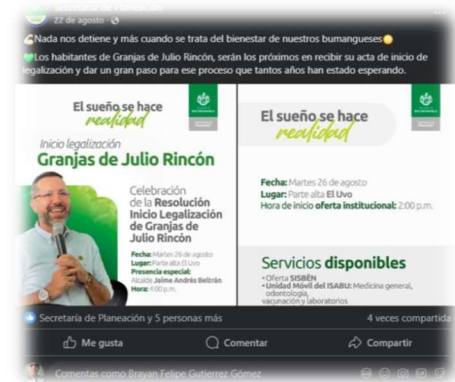 Secretaría de Planeación
22 de agosto ·
Nada nos detiene y más cuando se trata del bienestar de nuestros bumangueses
Los habitantes de Granjas de Julio Rincón, serán los próximos en recibir su acta de inicio de
legalización y dar un gran paso para ese proceso que tantos años han estado esperando.
El sueño se hace
realidad
Inicio legalización
Granjas de Julio Rincón
Celebración
de la Resolución
Inicio Legalización
de Granjas de
Julio Rincón
Fecha: Martes 26 de agosto
Lugar: Parte alta El Uvo
Presencia especial:
Alcalde Jaime Andrés Beltrán
Hora: 4:00 p.m.
El sueño se hace
realidad
Fecha: Martes 26 de agosto
Lugar: Parte alta El Uvo
Hora de inicio oferta institucional: 2:00 p.m.
Servicios disponibles
• Oferta SISBÉN
• Unidad Móvil del ISABU: Medicina general,
odontología,
vacunación y laboratorios
Secretaría de Planeación y 5 personas más
4 veces compartida
Me gusta
Comentar
Compartir
Comentas como Brayan Felipe Gutierrez Gómez